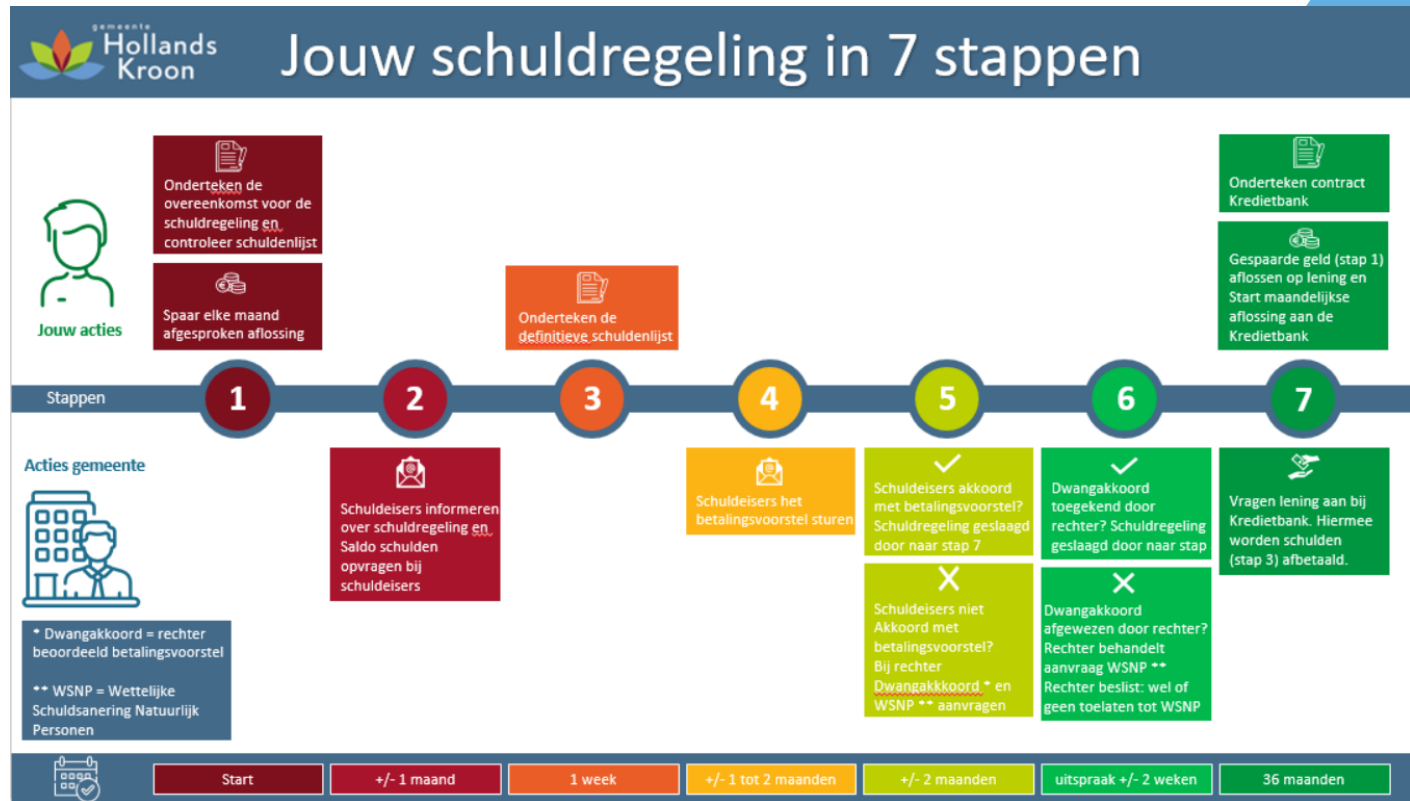 gemeente
Hollands
Kroon
Jouw schuldregeling in 7 stappen
Onderteken de
overeenkomst voor de
schuldregeling en
controleer schuldenlijst
Spaar elke maand
afgesproken aflossing
Onderteken de
definitieve schuldenlijst
Onderteken contract
Kredietbank
Gespaarde geld (stap 1)
aflossen op lening en
Start maandelijkse
aflossing aan de
Kredietbank
Jouw acties
Stappen
1
2
3
4
5
6
7
Acties gemeente
Schuldeisers informeren
over schuldregeling en
Saldo schulden
opvragen bij
schuldeisers
Schuldeisers het
betalingsvoorstel sturen
Schuldeisers akkoord
met betalingsvoorstel?
Schuldregeling geslaagd
door naar stap 7
Schuldeisers niet
Akkoord met
betalingsvoorstel?
Bij rechter
Dwangakkkoord * en
WSNP ** aanvragen
Dwangakkoord
toegekend door
rechter? Schuldregeling
geslaagd door naar stap
Dwangakkoord
afgewezen door rechter?
Rechter behandelt
aanvraag WSNP **
Rechter beslist: wel of
geen toelaten tot WSNP
Vragen lening aan bij
Kredietbank. Hiermee
worden schulden
(stap 3) afbetaald.
* Dwangakkoord = rechter
beoordeeld betalingsvoorstel
** WSNP = Wettelijke
Schuldsanering Natuurlijk
Personen
Start
+/- 1 maand
1 week
+/- 1 tot 2 maanden
+/- 2 maanden
uitspraak +/- 2 weken
36 maanden